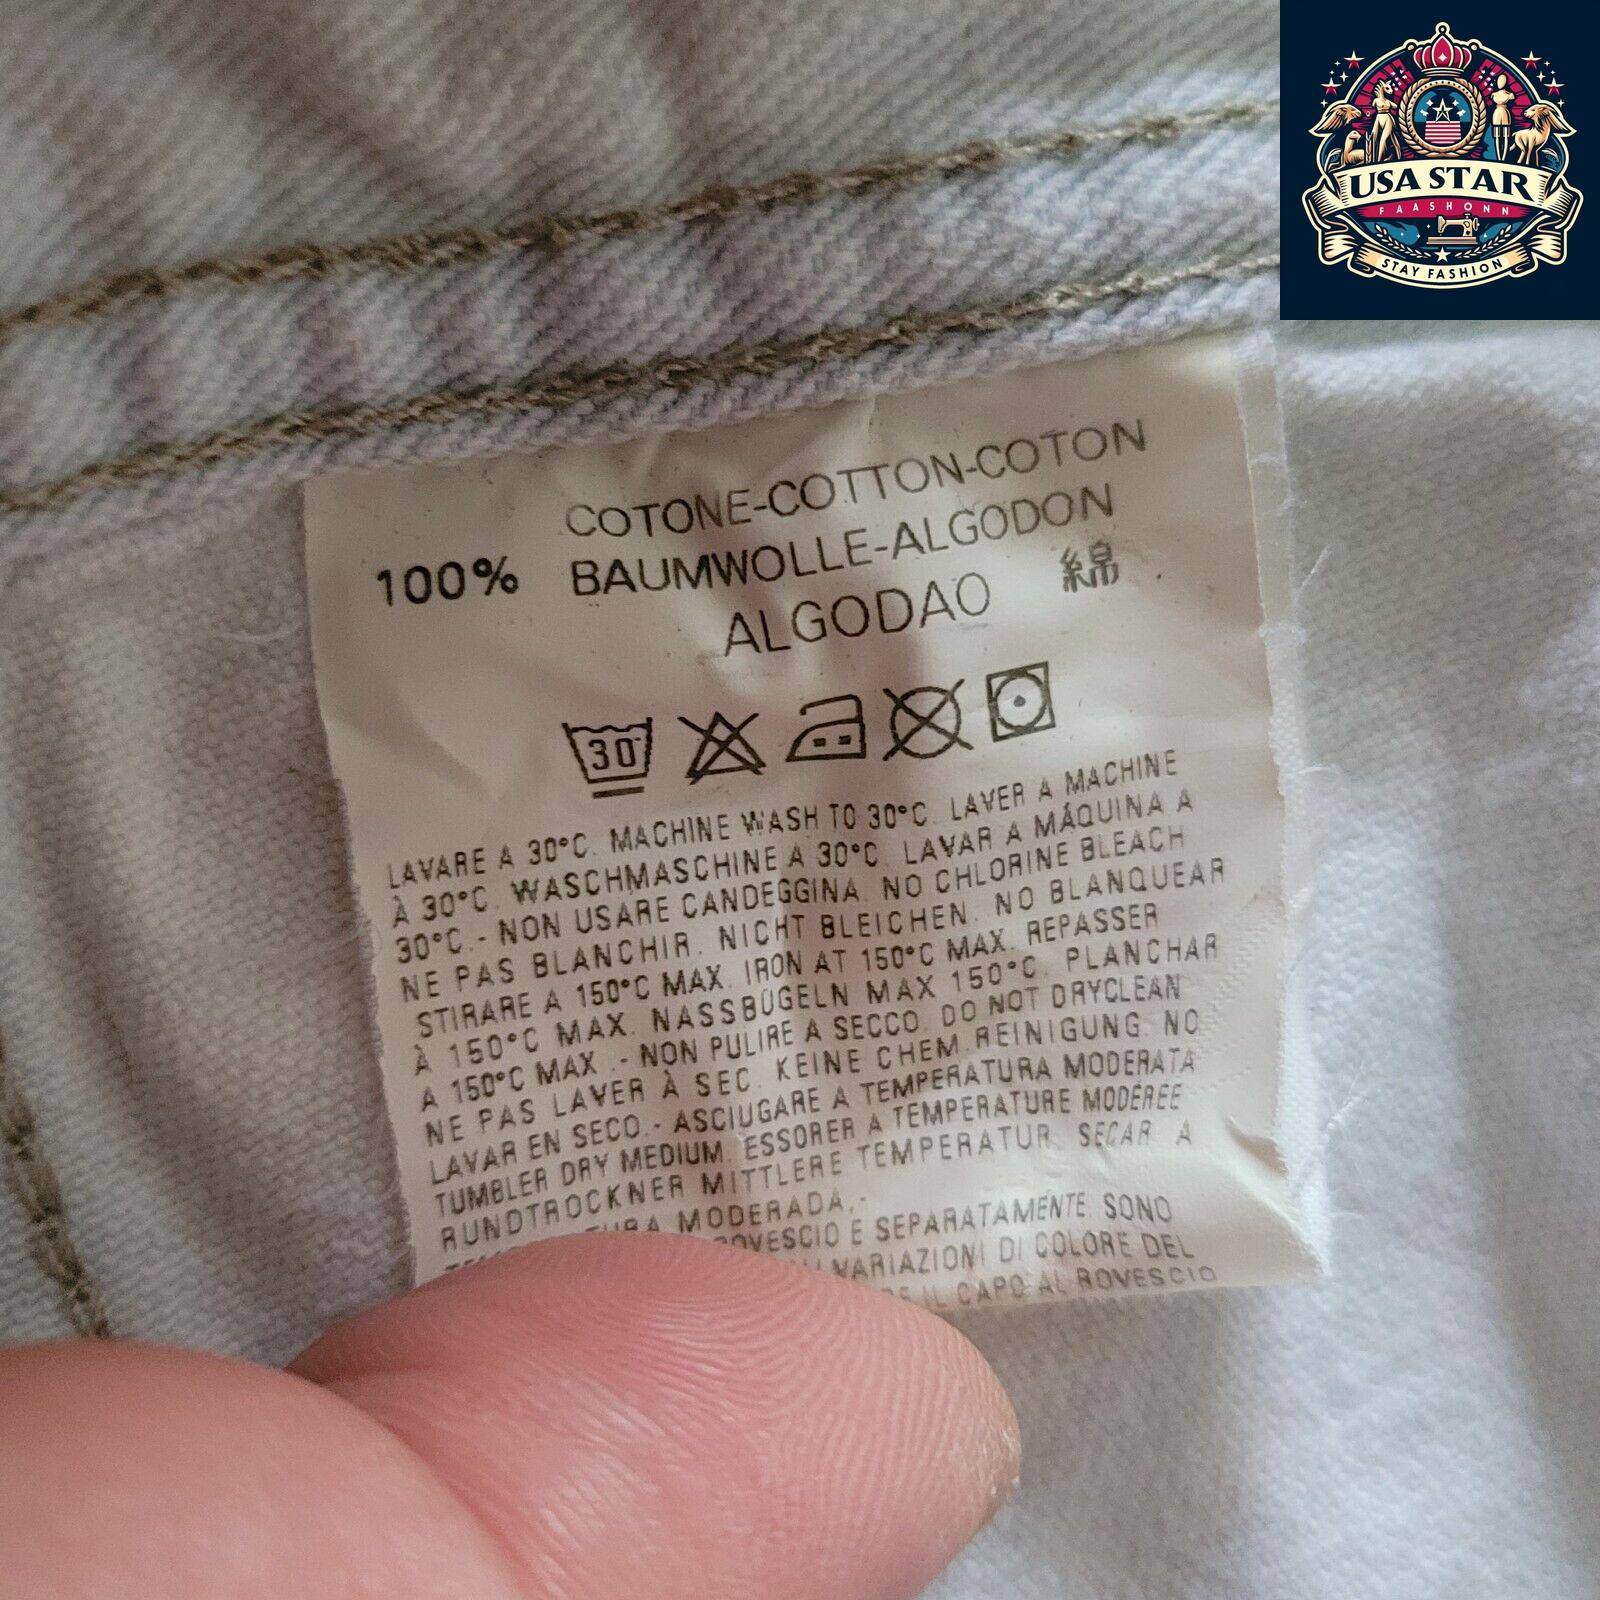 USA STAR
FAASHONN
STAY FASHION
COTONE-COTTON-COTON
100% BAUMWOLLE-ALGODON
ALGODAO 綿
30°
LAVARE A 30°C. MACHINE WASH TO 30°C. LAVER A MACHINE
À 30°C. WASCHMASCHINE A 30°C. LAVAR A MÁQUINA A
30°C.- NON USARE CANDEGGINA. NO CHLORINE BLEACH
NE PAS BLANCHIR. NICHT BLEICHEN. NO BLANQUEAR
STIRARE A 150°C MAX. IRON AT 150°C MAX. REPASSER
À 150°C MAX. NASSBÜGELN MAX 150°C. PLANCHAR
A 150°C MAX.- NON PULIRE A SECCO. DO NOT DRYCLEAN
NE PAS LAVER À SEC. KEINE CHEM.REINIGUNG. NO
LAVAR EN SECO.- ASCIUGARE A TEMPERATURA MODERATA
TUMBLER DRY MEDIUM. ESSORER A TEMPERATURE MODÉRÉE
RUNDTROCKNER MITTLERE TEMPERATUR. SECAR A
MODERADA.-
E SEPARATAMENTE. SONO
VARIAZIONI DI COLORE DEL
IL CAPO AL ROVESCIO